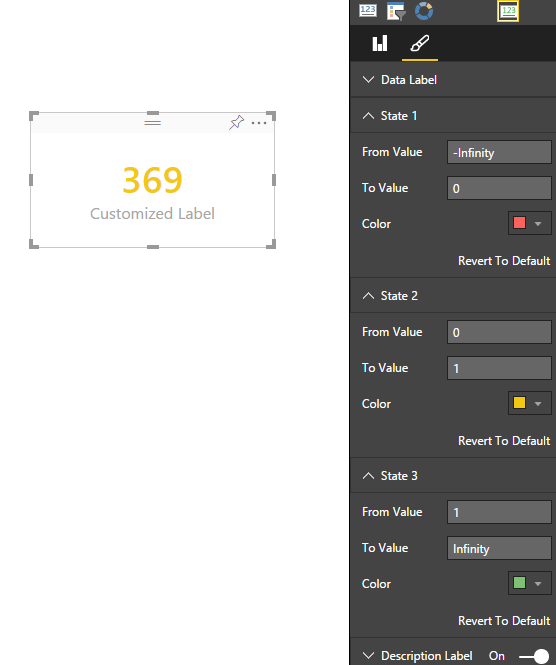 123
123
Data Label
State 1
From Value -Infinity
To Value 0
Color
Revert To Default
State 2
From Value 0
To Value 1
Color
Revert To Default
State 3
From Value 1
To Value Infinity
Color
Revert To Default
Description Label On
369
Customized Label